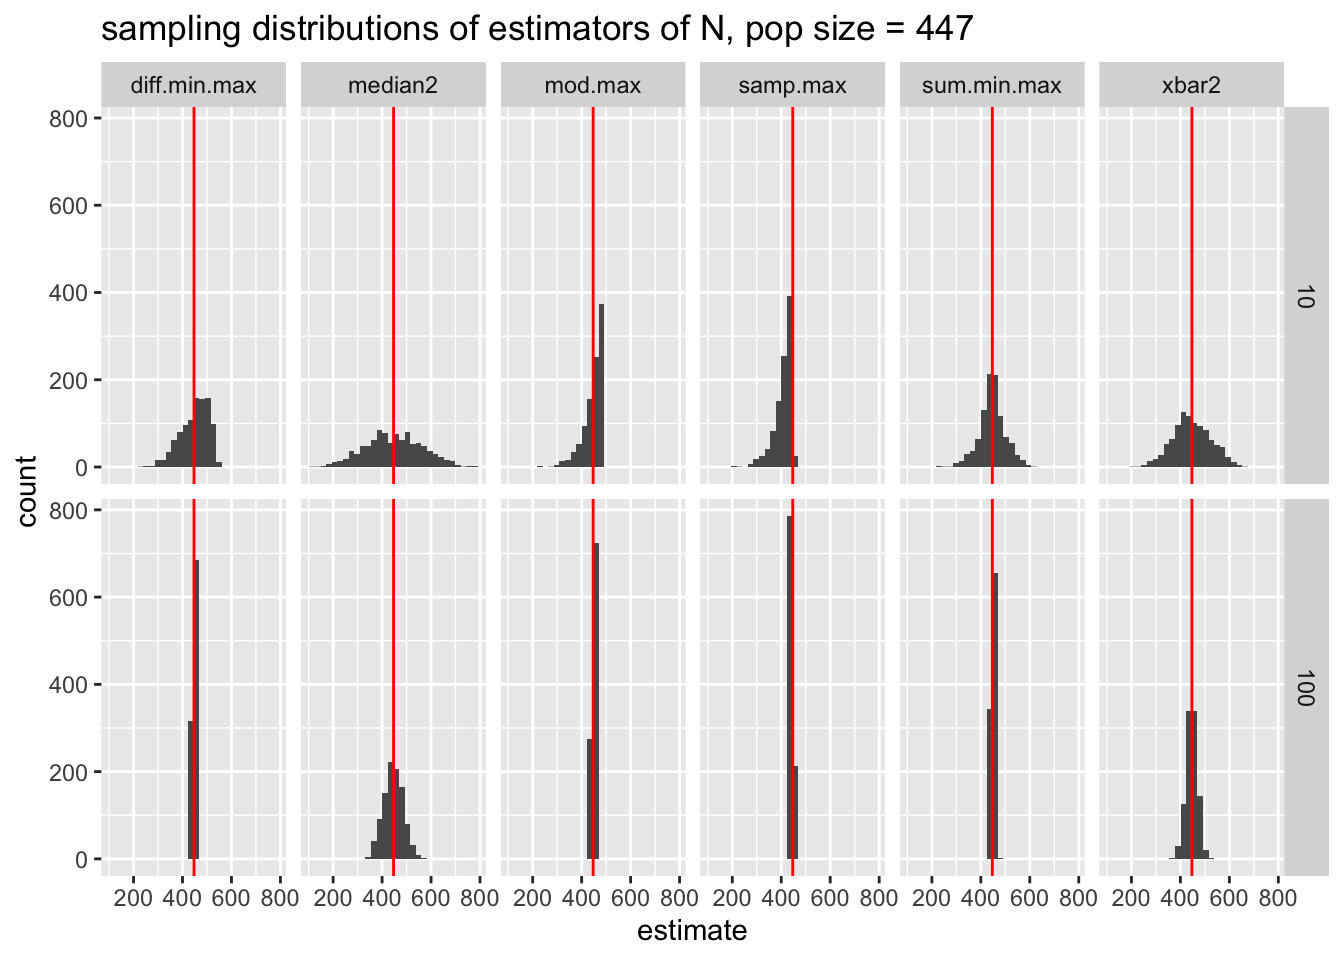 sampling distributions of estimators of N, pop size = 447
diff.min.max median2 mod.max samp.max sum.min.max xbar2
800
600
400
200
0
10
800
600
400
200
0
100
count
200 400 600 800 200 400 600 800 200 400 600 800 200 400 600 800 200 400 600 800 200 400 600 800
estimate